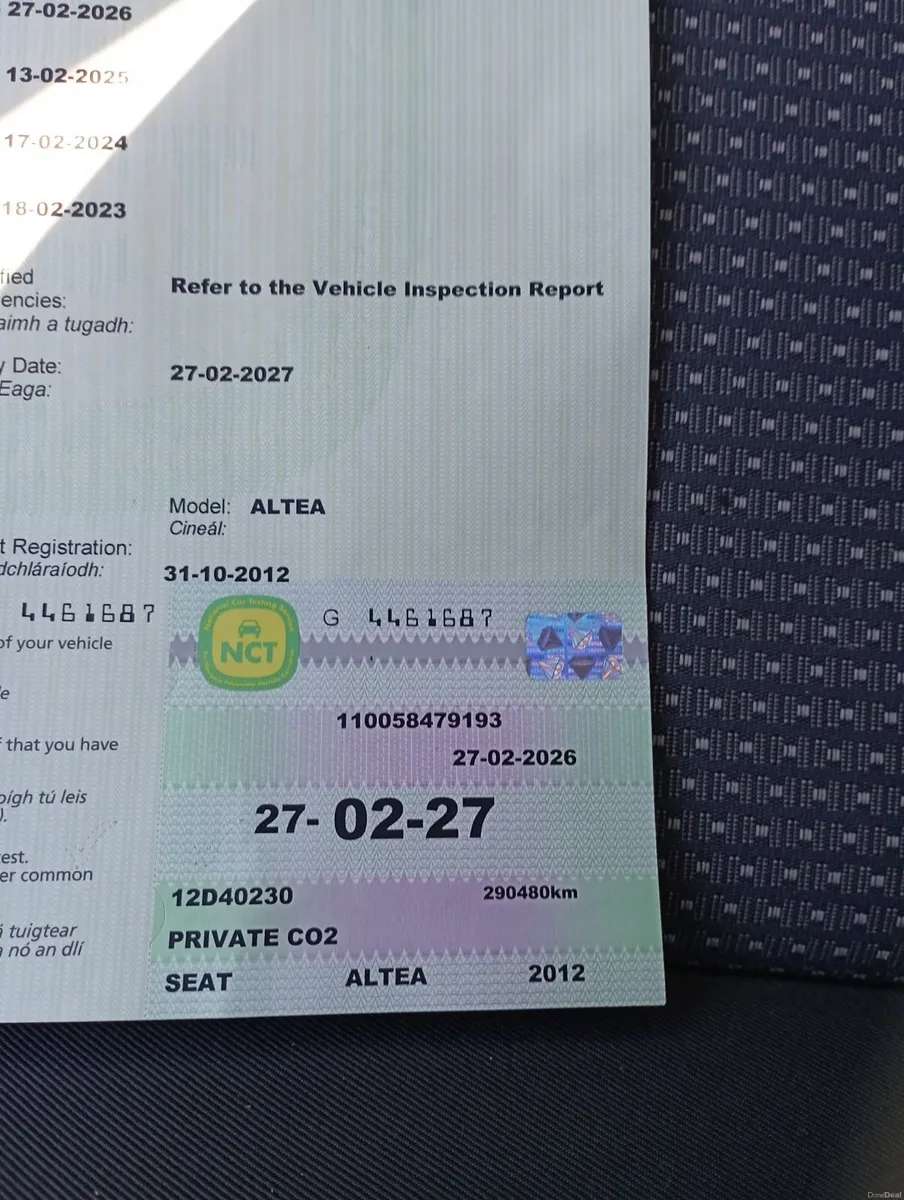 27-02-2026
13-02-2025
17-02-2024
18-02-2023
fied
encies:
aimh a tugadh:
Refer to the Vehicle Inspection Report
y Date:
Eaga:
27-02-2027
Model: ALTEA
Cineál:
t Registration:
dchláraíodh:
31-10-2012
4461687
G 4461687
NCT
of your vehicle
le
110058479193
f that you have
27-02-2026
oígh tú leis
).
27-02-27
est.
er common
12D40230
290480km
á tuigtear
a nó an dlí
PRIVATE CO2
SEAT ALTEA 2012
DoneDeal